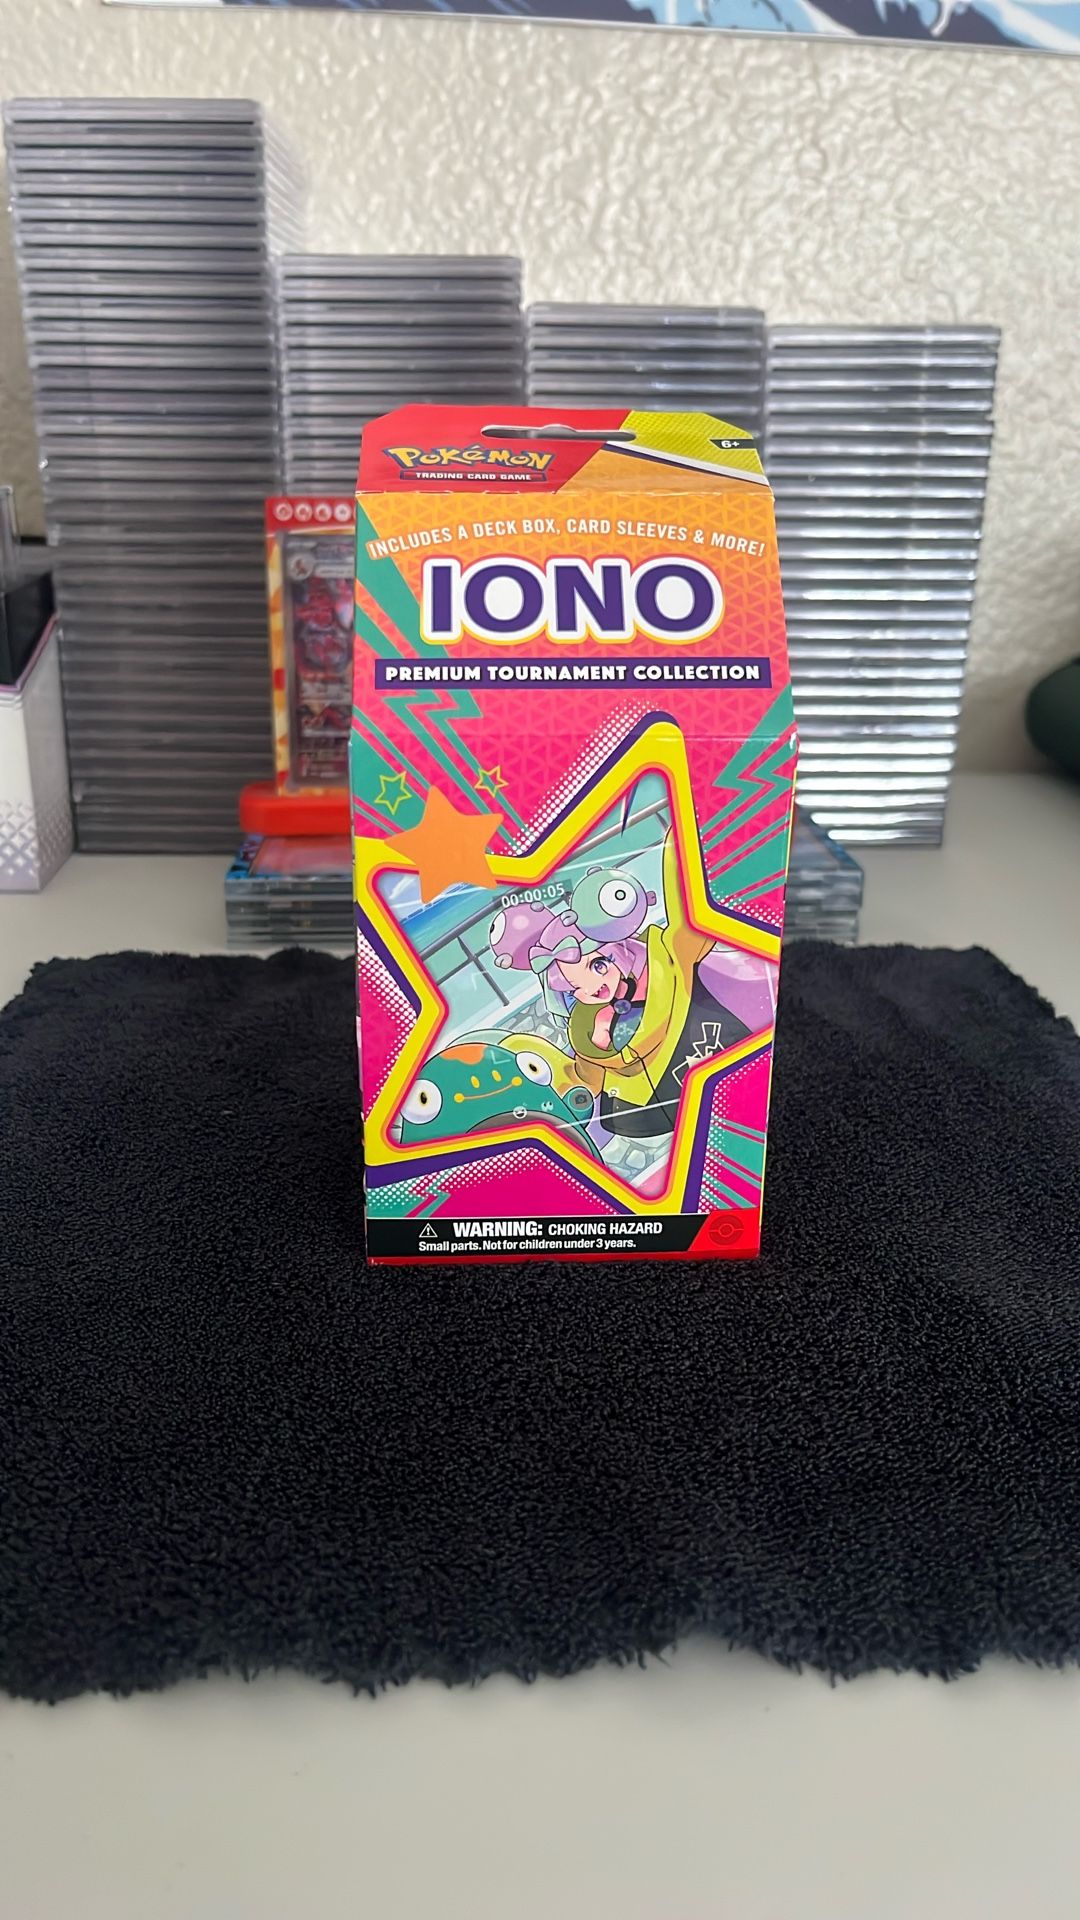 POKéMON
TRADING CARD GAME
6+
INCLUDES A DECK BOX, CARD SLEEVES & MORE!
IONO
PREMIUM TOURNAMENT COLLECTION
00:00:05
WARNING: CHOKING HAZARD
Small parts. Not for children under 3 years.